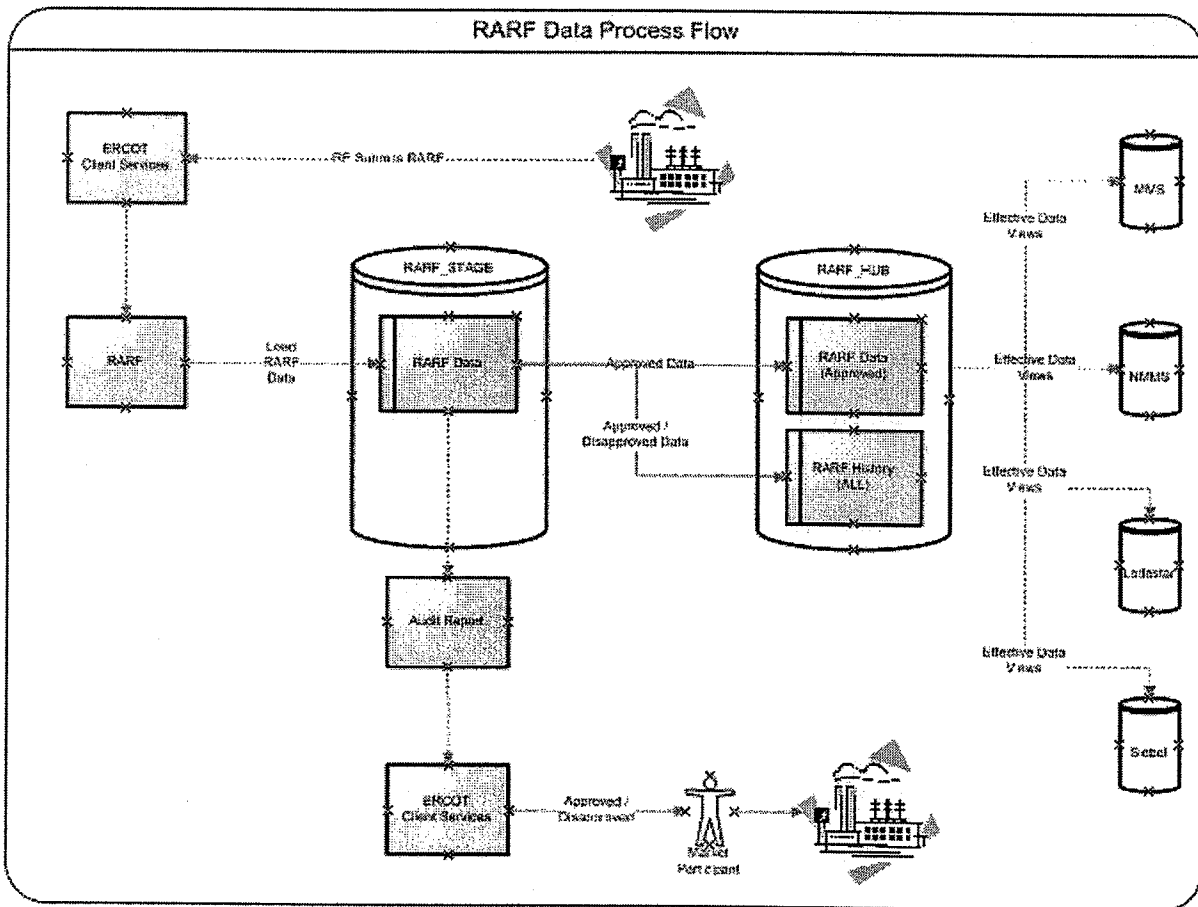 RARF Data Process Flow
ERCOT
Client Services
RE Submits RARF
MMS
Effective Data
Views
RARF_STAGE
RARF_HUB
RARF
Load
RARF
Data
RARF Data
Approved Data
RARF Data
(Approved)
Effective Data
Views
NMMS
Approved /
Disapproved Data
RARF History
(ALL)
Effective Data
Views
Lodestar
Audit Report
Effective Data
Views
Siebel
ERCOT
Client Services
Approved /
Disapproved
Market
Participant